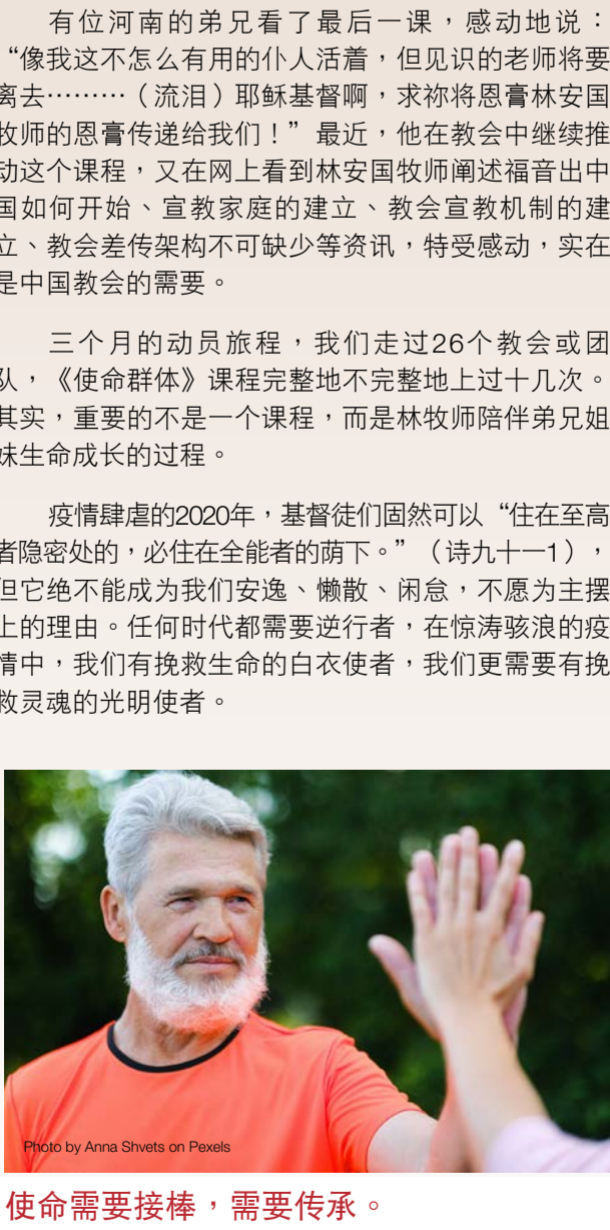 有位河南的弟兄看了最后一课，感动地说：
“像我这不怎么有用的仆人活着，但见识的老师将要
离去………（流泪）耶稣基督啊，求祢将恩膏林安国
牧师的恩膏传递给我们！”最近，他在教会中继续推
动这个课程，又在网上看到林安国牧师阐述福音出中
国如何开始、宣教家庭的建立、教会宣教机制的建
立、教会差传架构不可缺少等资讯，特受感动，实在
是中国教会的需要。
三个月的动员旅程，我们走过26个教会或团
队，《使命群体》课程完整地不完整地上过十几次。
其实，重要的不是一个课程，而是林牧师陪伴弟兄姐
妹生命成长的过程。
疫情肆虐的2020年，基督徒们固然可以“住在至高
者隐密处的，必住在全能者的荫下。”（诗九十一1），
但它绝不能成为我们安逸、懒散、闲怠，不愿为主摆
上的理由。任何时代都需要逆行者，在惊涛骇浪的疫
情中，我们有挽救生命的白衣使者，我们更需要有挽
救灵魂的光明使者。
Photo by Anna Shvets on Pexels
使命需要接棒，需要传承。